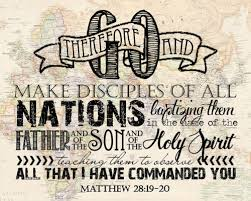 THEREFORE GO AND
MAKE DISCIPLES OF ALL
NATIONS baptizing them
in the name of the
FATHER AND OF THE SON AND OF THE Holy Spirit
teaching them to observe
ALL THAT I HAVE COMMANDED YOU
MATTHEW 28:19-20